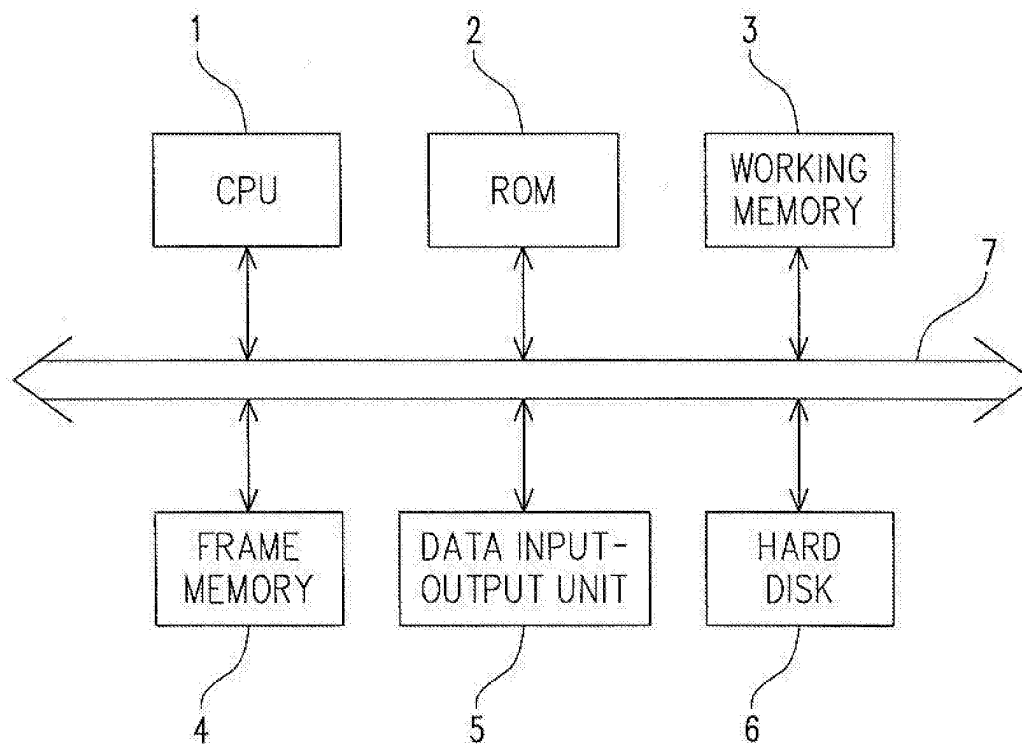 1
2
3
CPU
ROM
WORKING
MEMORY
7
FRAME
MEMORY
DATA INPUT-
OUTPUT UNIT
HARD
DISK
4
5
6